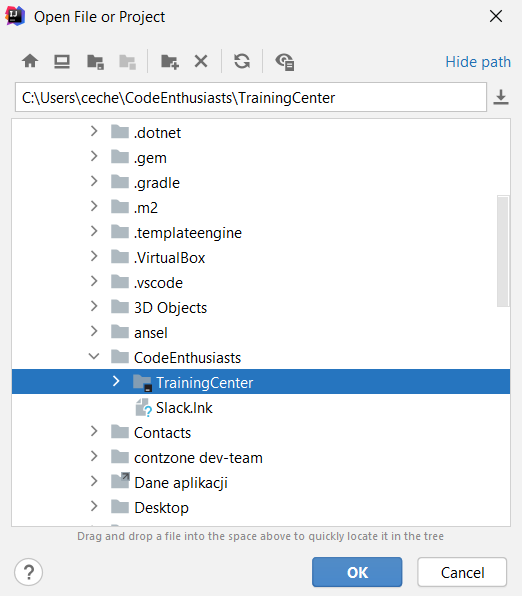 Open File or Project
Hide path
C:\Users\ceche\CodeEnthusiasts\TrainingCenter
.dotnet
.gem
.gradle
.m2
.templateengine
.VirtualBox
.vscode
3D Objects
ansel
CodeEnthusiasts
TrainingCenter
Slack.lnk
Contacts
contzone dev-team
Dane aplikacji
Desktop
Drag and drop a file into the space above to quickly locate it in the tree
?
OK
Cancel